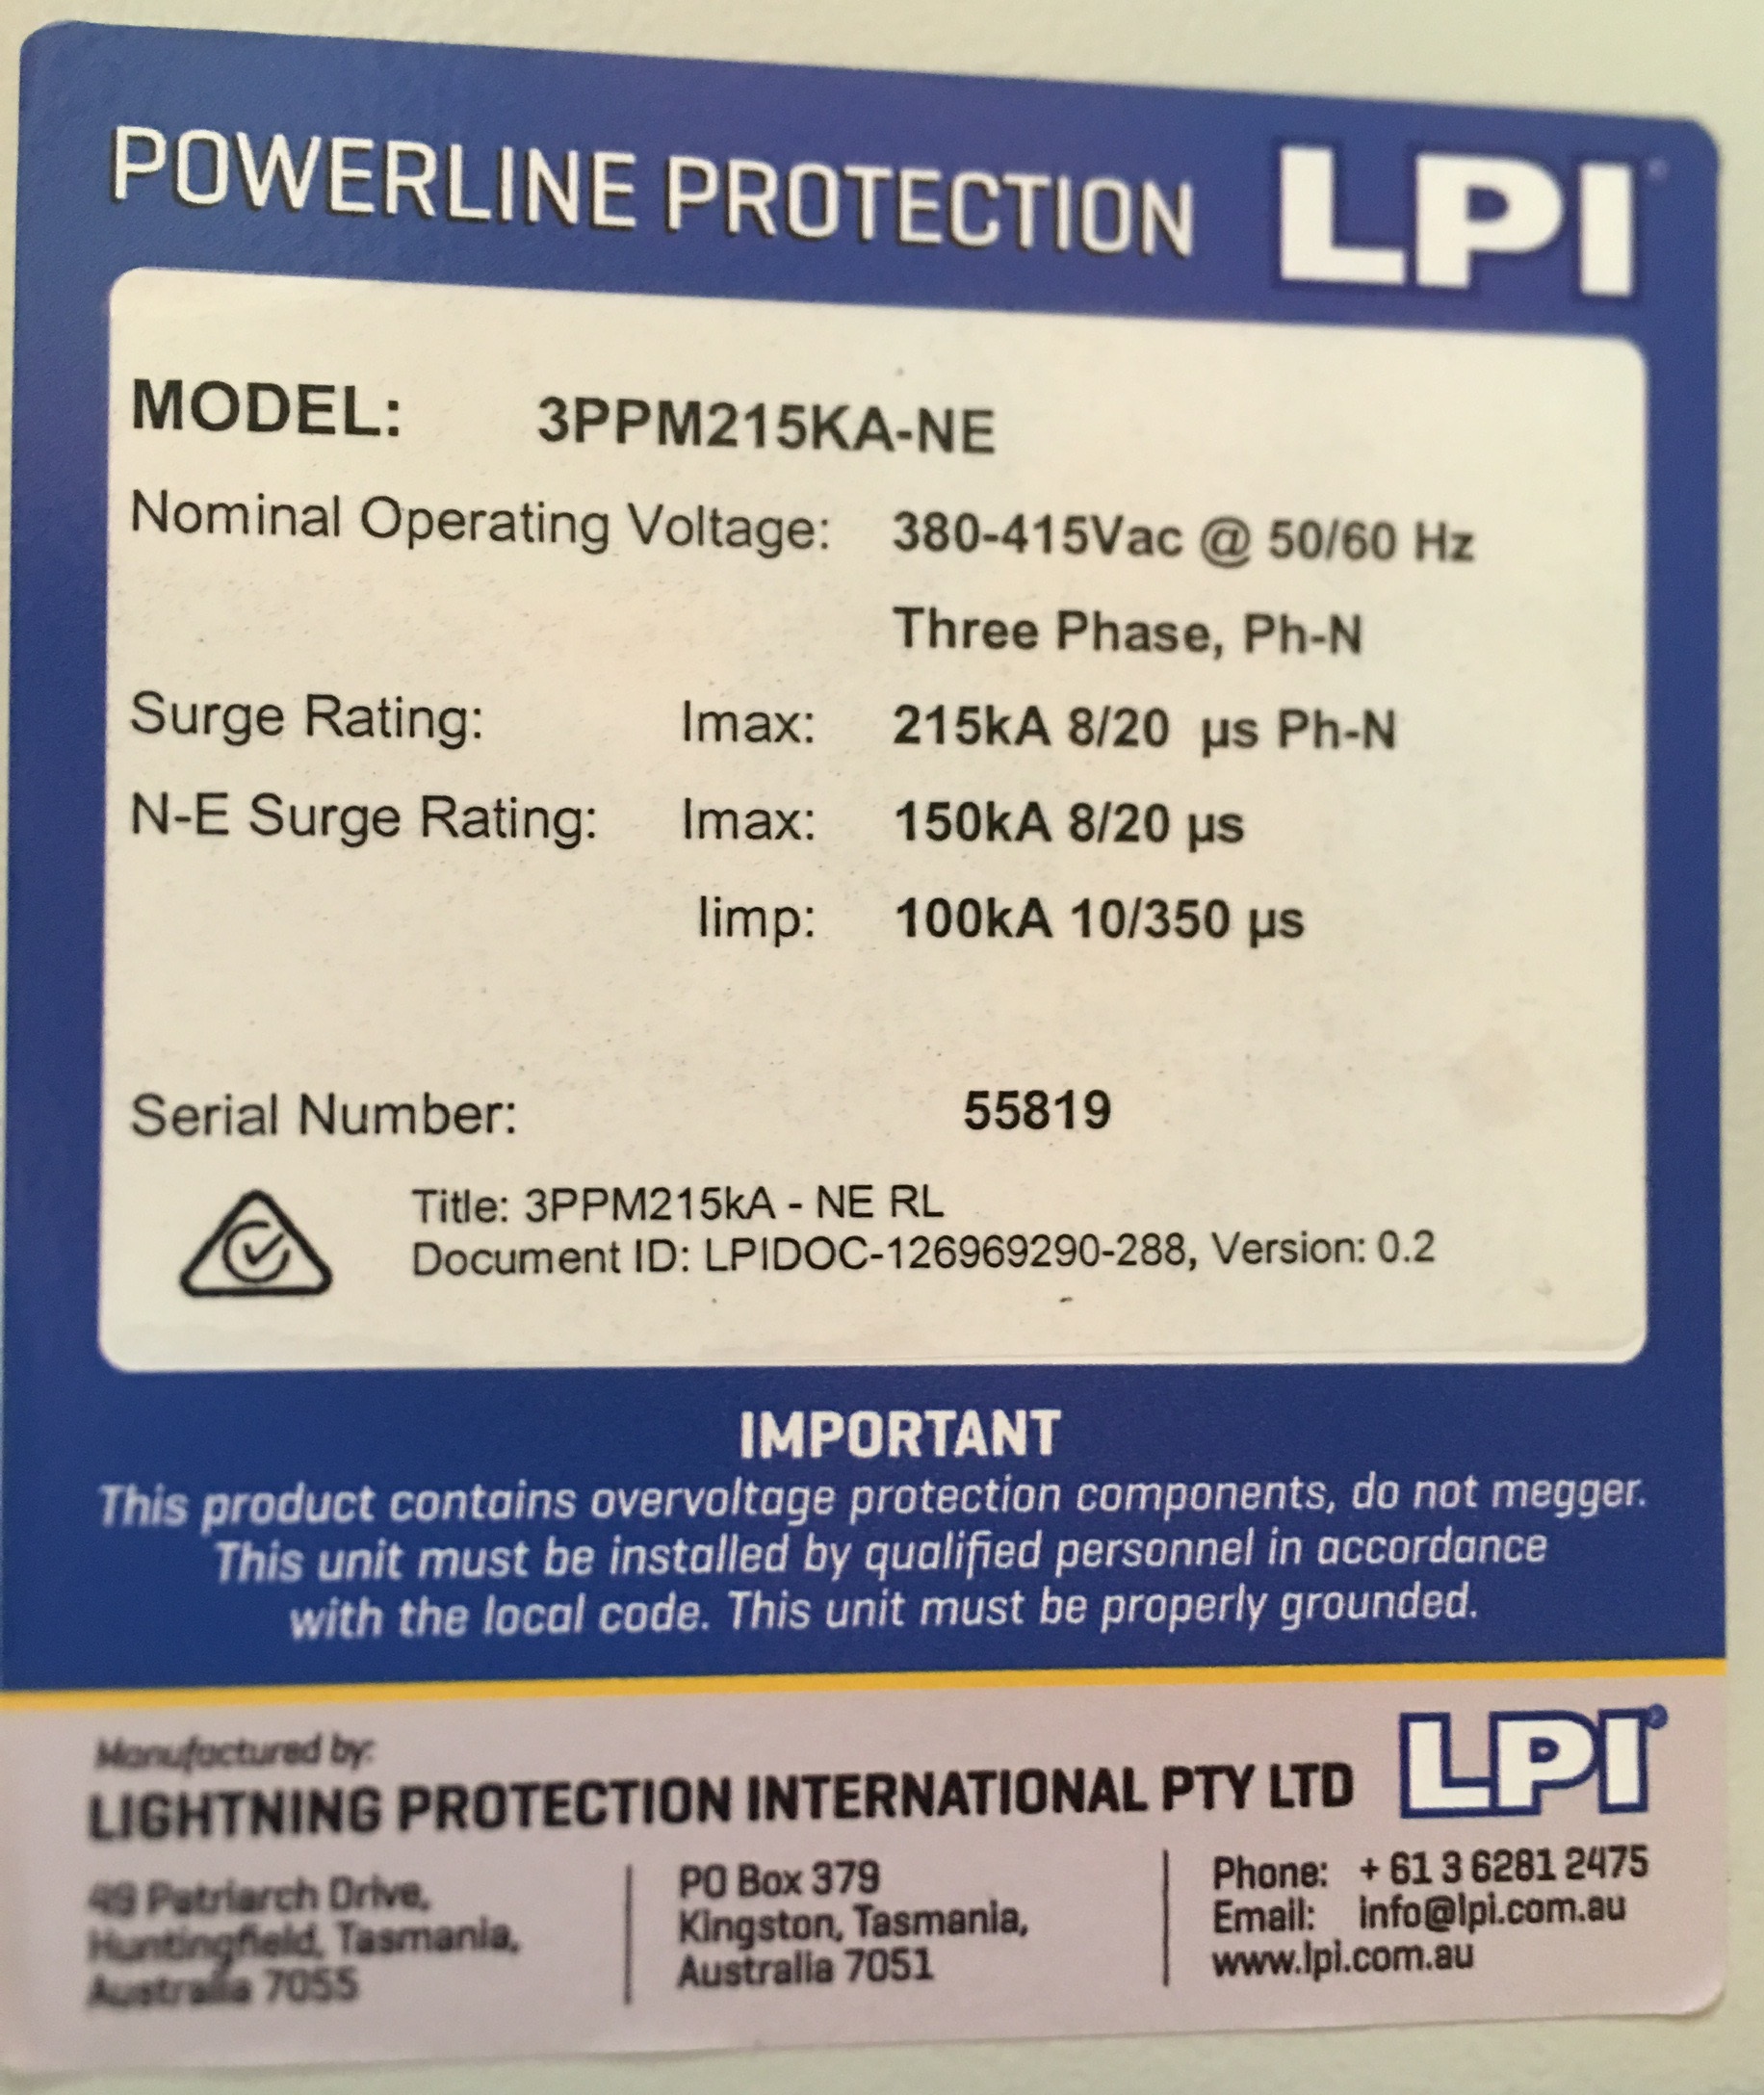 POWERLINE PROTECTION LPI
MODEL: 3PPM215KA-NE
Nominal Operating Voltage: 380-415Vac @ 50/60 Hz
Three Phase, Ph-N
Surge Rating: Imax: 215kA 8/20 µs Ph-N
N-E Surge Rating: Imax: 150kA 8/20 µs
Iimp: 100kA 10/350 µs
Serial Number: 55819
Title: 3PPM215kA - NE RL
Document ID: LPIDOC-126969290-288, Version: 0.2
IMPORTANT
This product contains overvoltage protection components, do not megger.
This unit must be installed by qualified personnel in accordance
with the local code. This unit must be properly grounded.
Manufactured by:
LIGHTNING PROTECTION INTERNATIONAL PTY LTD LPI®
49 Patriarch Drive,
Huntingfield, Tasmania,
Australia 7055
PO Box 379
Kingston, Tasmania,
Australia 7051
Phone: + 61 3 6281 2475
Email: info@lpi.com.au
www.lpi.com.au